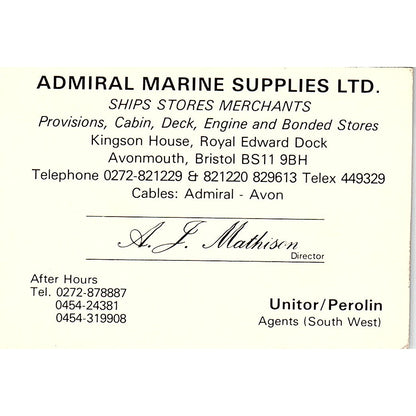 ADMIRAL MARINE SUPPLIES LTD.
SHIPS STORES MERCHANTS
Provisions, Cabin, Deck, Engine and Bonded Stores
Kingson House, Royal Edward Dock
Avonmouth, Bristol BS11 9BH
Telephone 0272-821229 & 821220 829613 Telex 449329
Cables: Admiral - Avon
A. J. Mathison
Director
After Hours
Tel. 0272-878887
0454-24381
0454-319908
Unitor/Perolin
Agents (South West)